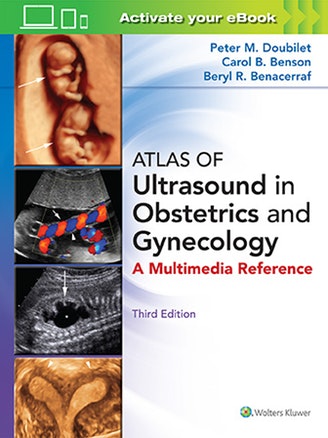 Activate your eBook
Peter M. Doubilet
Carol B. Benson
Beryl R. Benacerraf
ATLAS OF
Ultrasound in
Obstetrics and
Gynecology
A Multimedia Reference
Third Edition
Wolters Kluwer